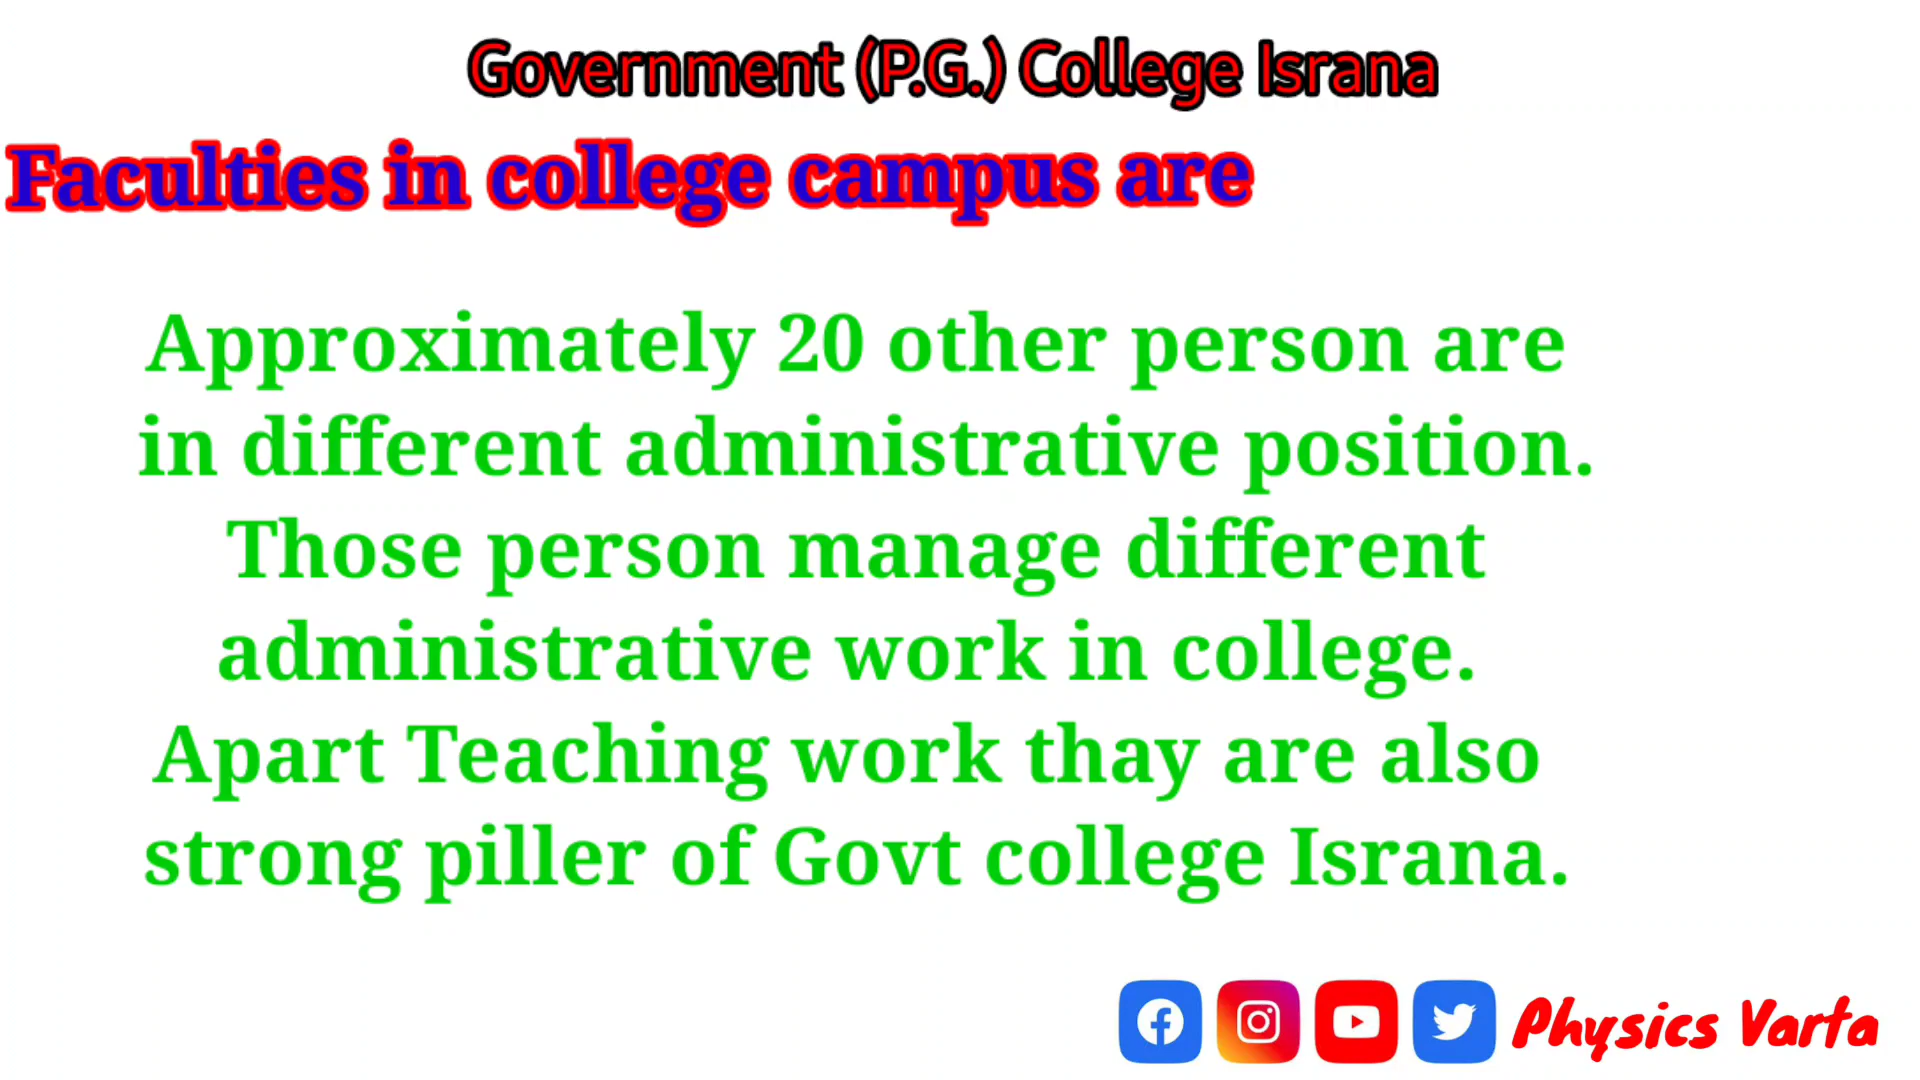 Government (P.G.) College Israna
Faculties in college campus are
Approximately 20 other person are
in different administrative position.
Those person manage different
administrative work in college.
Apart Teaching work thay are also
strong piller of Govt college Israna.
Physics Varta